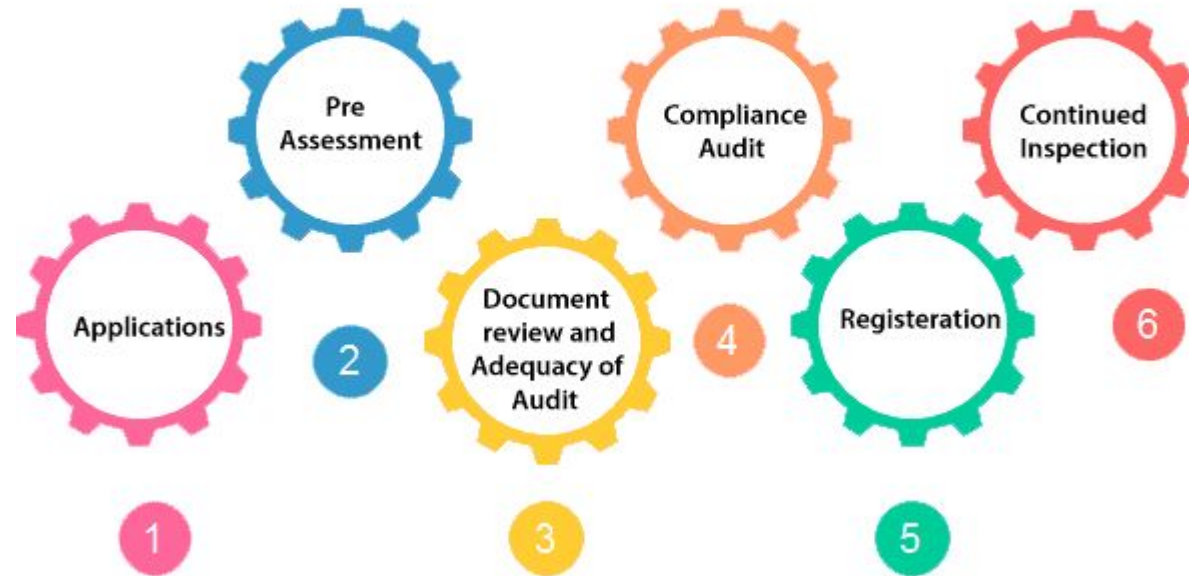 Applications
1
Pre
Assessment
2
Document
review and
Adequacy of
Audit
3
Compliance
Audit
4
Registeration
5
Continued
Inspection
6